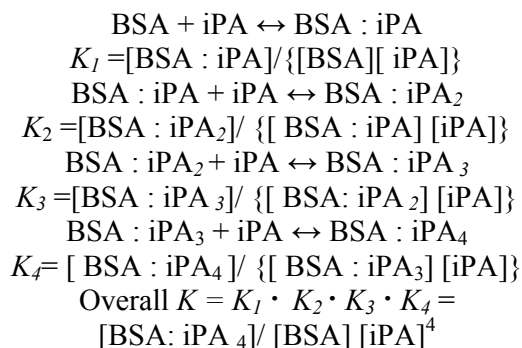 BSA + iPA ↔ BSA : iPA
K₁ =[BSA : iPA]/{[BSA][ iPA]}
BSA : iPA + iPA ↔ BSA : iPA₂
K₂ =[BSA : iPA₂]/ {[ BSA : iPA] [iPA]}
BSA : iPA₂ + iPA ↔ BSA : iPA ₃
K₃ =[BSA : iPA ₃]/ {[ BSA: iPA ₂] [iPA]}
BSA : iPA₃ + iPA ↔ BSA : iPA₄
K₄= [ BSA : iPA₄ ]/ {[ BSA : iPA₃] [iPA]}
Overall K = K₁ · K₂ · K₃ · K₄ =
[BSA: iPA ₄]/ [BSA] [iPA]⁴